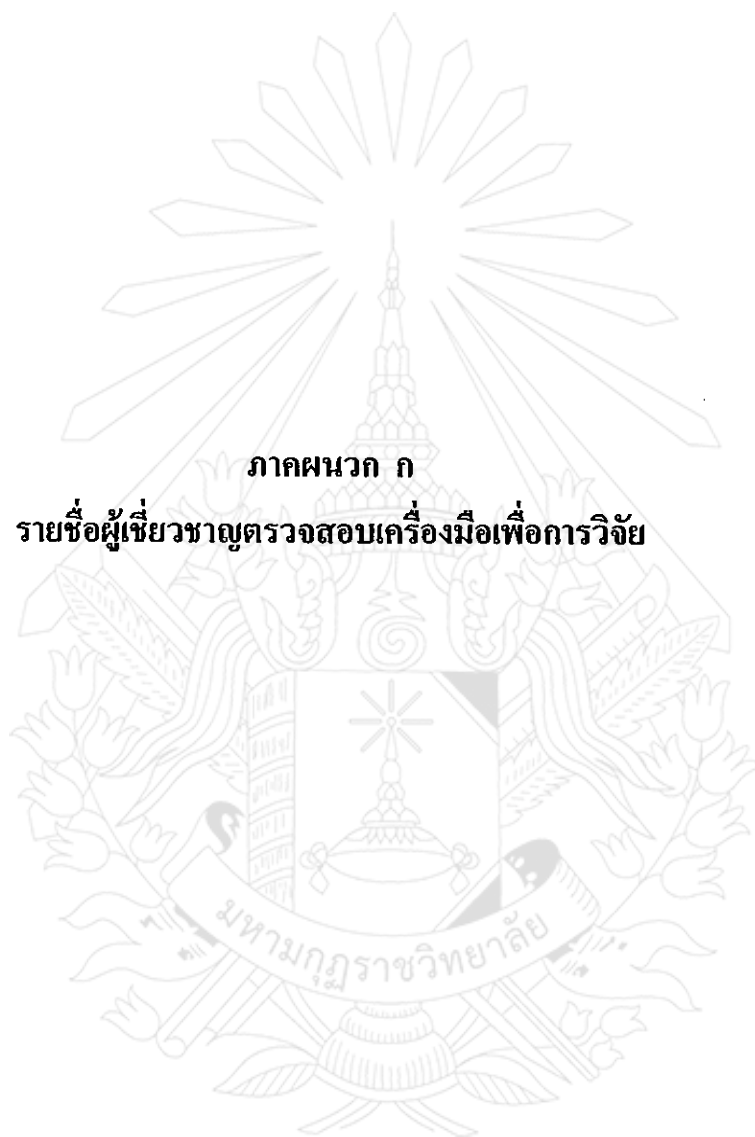 ภาคผนวก ก
รายชื่อผู้เชี่ยวชาญตรวจสอบเครื่องมือเพื่อการวิจัย
มหามกุฏราชวิทยาลัย